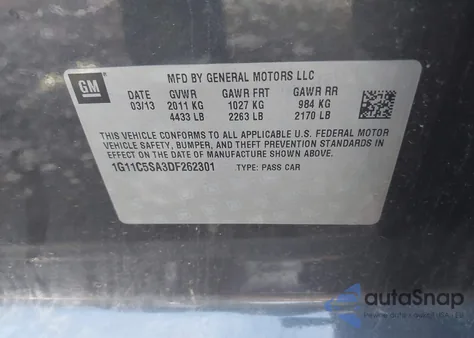 GM
MFD BY GENERAL MOTORS LLC
DATE GVWR GAWR FRT GAWR RR
03/13 2011 KG 1027 KG 984 KG
4433 LB 2263 LB 2170 LB
THIS VEHICLE CONFORMS TO ALL APPLICABLE U.S. FEDERAL MOTOR
VEHICLE SAFETY, BUMPER, AND THEFT PREVENTION STANDARDS
IN EFFECT ON THE DATE OF MANUFACTURE SHOWN ABOVE.
1G11C5SA3DF262301 TYPE: PASS CAR
autoSnap